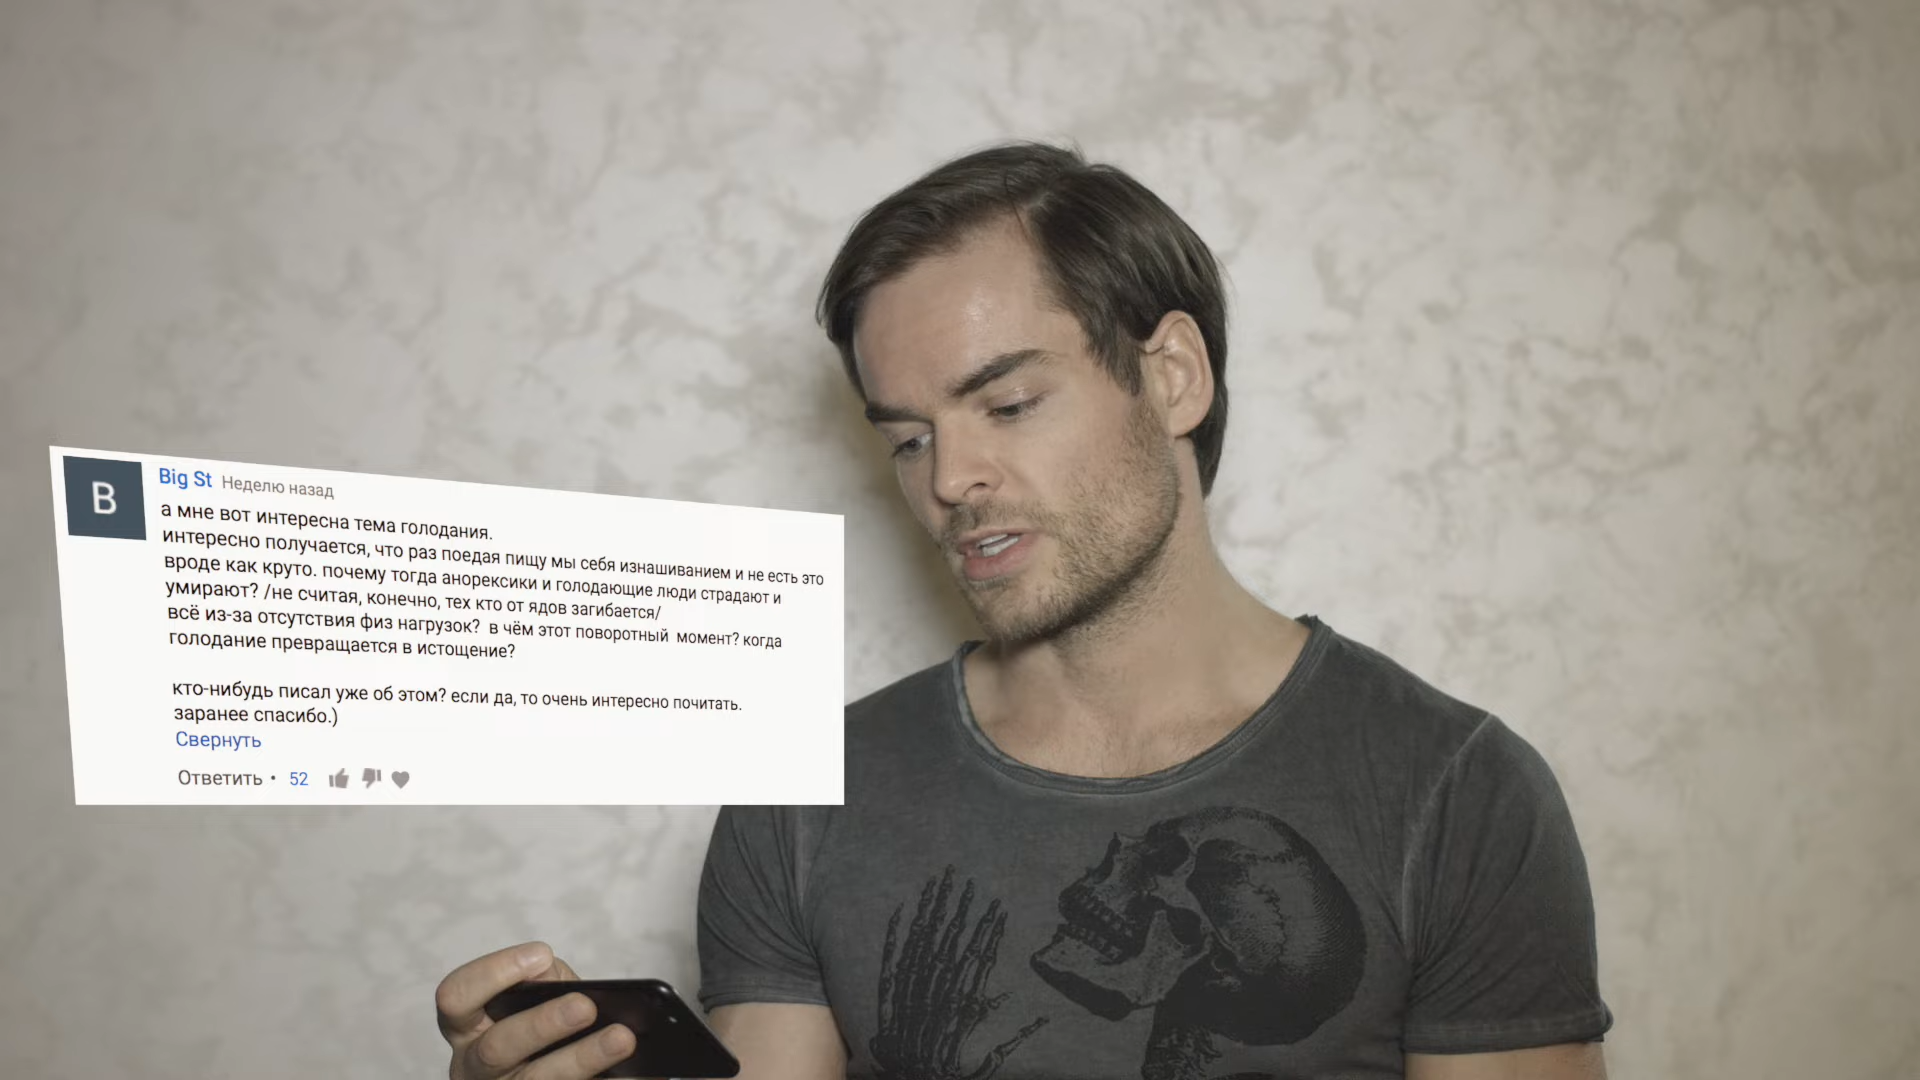 B
Big St Неделю назад
а мне вот интересна тема голодания.
интересно получается, что раз поедая пищу мы себя изнашиванием и не есть это
вроде как круто. почему тогда анорексики и голодающие люди страдают и
умирают? /не считая, конечно, тех кто от ядов загибается/
всё из-за отсутствия физ нагрузок? в чём этот поворотный момент? когда
голодание превращается в истощение?
кто-нибудь писал уже об этом? если да, то очень интересно почитать.
заранее спасибо.)
Свернуть
Ответить • 52